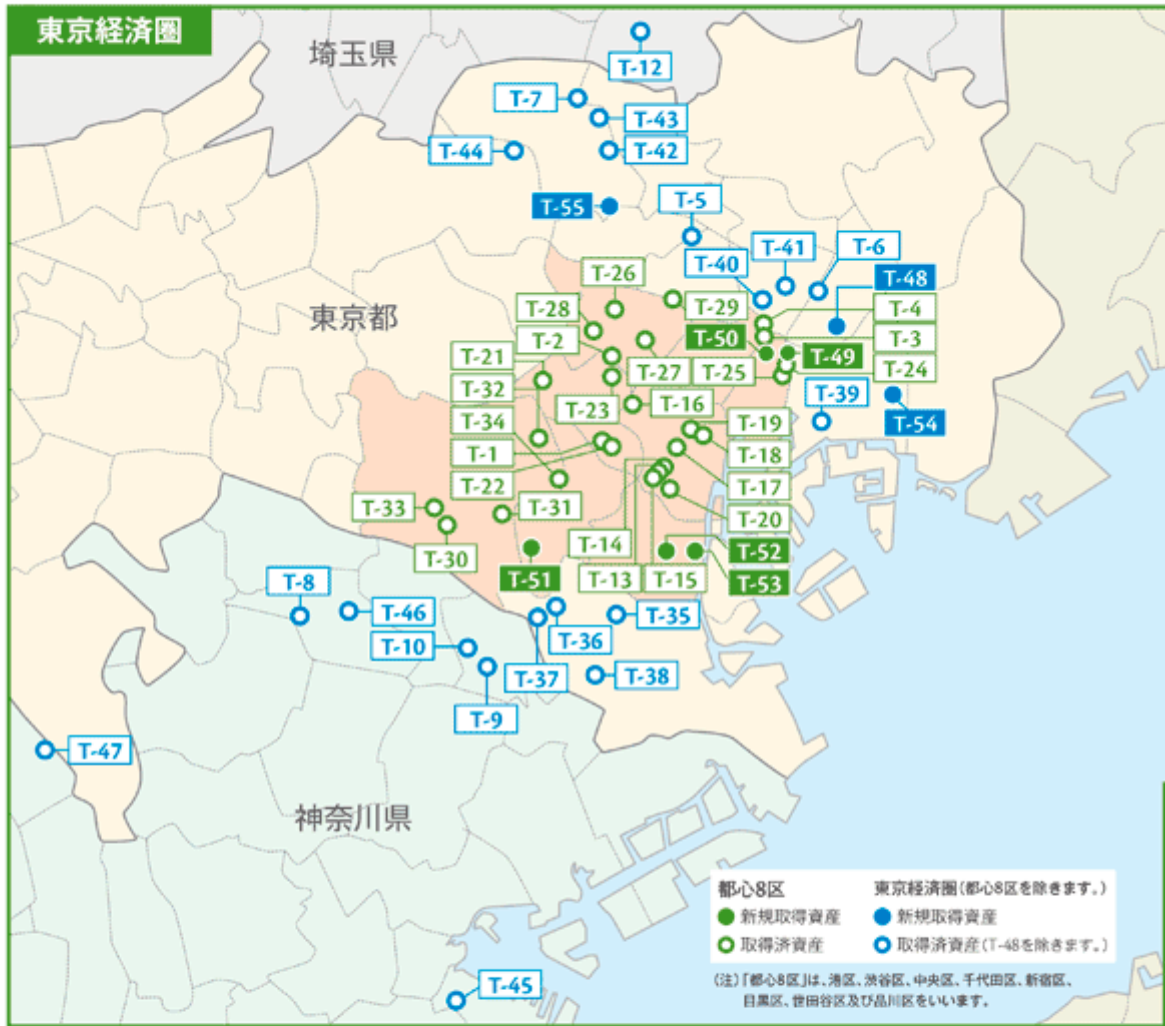 東京経済圏
埼玉県
T-12
T-7
T-43
T-44
T-42
T-55
T-5
T-41
T-6
T-40
T-26
T-48
東京都
T-28
T-29
T-4
T-2
T-50
T-3
T-21
T-49
T-32
T-27
T-25
T-24
T-39
T-34
T-23
T-16
T-19
T-54
T-1
T-18
T-22
T-17
T-33
T-31
T-20
T-14
T-52
T-30
T-51
T-13
T-15
T-53
T-8
T-46
T-36
T-35
T-10
T-37
T-38
T-9
T-47
神奈川県
都心8区
東京経済圏(都心8区を除きます。)
新規取得資産
新規取得資産
取得済資産
取得済資産(T-48を除きます。)
(注)「都心8区」は、港区、渋谷区、中央区、千代田区、新宿区、
目黒区、世田谷区及び品川区をいいます。
T-45